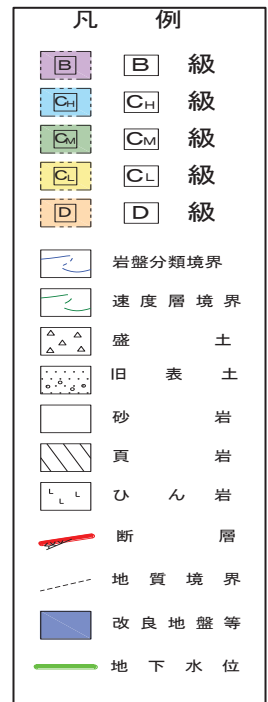 凡例
B B 級
CH CH 級
CM CM 級
CL CL 級
D D 級
岩盤分類境界
速度層境界
盛土
旧表土
砂岩
頁岩
ひん岩
断層
地質境界
改良地盤等
地下水位